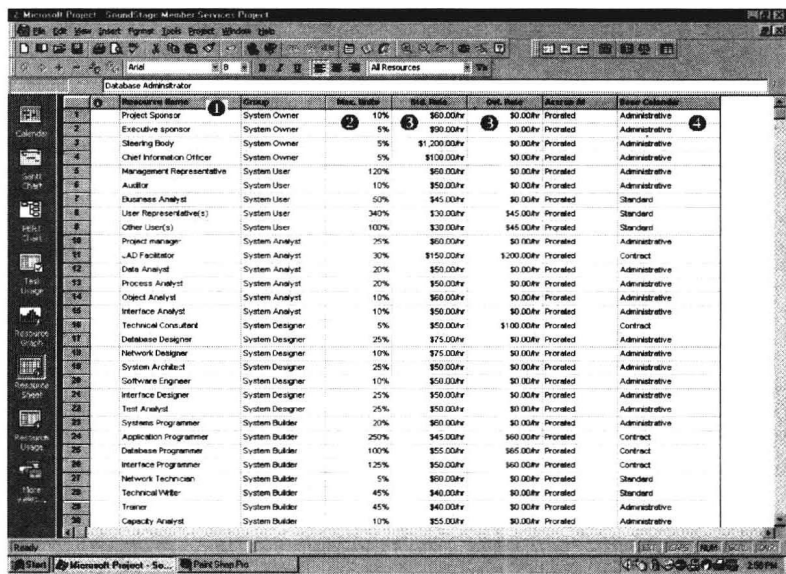 Microsoft Project - SoundStage Member Services Project
File Edit View Insert Format Tools Project Window Help
Arial 8 B I U All Resources
Database Adminsitrator
Resource Name Group Max. Units Std. Rate Ovt. Rate Accrue At Base Calendar
1 2 3 3 4
1 Project Sponsor System Owner 10% $60.00/hr $0.00/hr Prorated Administrative
2 Executive sponsor System Owner 5% $90.00/hr $0.00/hr Prorated Administrative
3 Steering Body System Owner 5% $1,200.00/hr $0.00/hr Prorated Administrative
4 Chief Information Officer System Owner 5% $100.00/hr $0.00/hr Prorated Administrative
5 Management Representative System User 120% $60.00/hr $0.00/hr Prorated Administrative
6 Auditor System User 10% $50.00/hr $0.00/hr Prorated Administrative
7 Business Analyst System User 50% $45.00/hr $0.00/hr Prorated Standard
8 User Representative(s) System User 340% $30.00/hr $45.00/hr Prorated Standard
9 Other User(s) System User 100% $30.00/hr $45.00/hr Prorated Standard
10 Project manager System Analyst 25% $60.00/hr $0.00/hr Prorated Administrative
11 JAD Facilitator System Analyst 30% $150.00/hr $200.00/hr Prorated Contract
12 Data Analyst System Analyst 20% $50.00/hr $0.00/hr Prorated Administrative
13 Process Analyst System Analyst 20% $50.00/hr $0.00/hr Prorated Administrative
14 Object Analyst System Analyst 10% $60.00/hr $0.00/hr Prorated Administrative
15 Interface Analyst System Analyst 10% $50.00/hr $0.00/hr Prorated Administrative
16 Technical Consultant System Designer 5% $50.00/hr $100.00/hr Prorated Contract
17 Database Designer System Designer 25% $75.00/hr $0.00/hr Prorated Administrative
18 Network Designer System Designer 10% $75.00/hr $0.00/hr Prorated Administrative
19 System Architect System Designer 25% $50.00/hr $0.00/hr Prorated Administrative
20 Software Engineer System Designer 10% $50.00/hr $0.00/hr Prorated Administrative
21 Interface Designer System Designer 25% $50.00/hr $0.00/hr Prorated Administrative
22 Test Analyst System Designer 25% $50.00/hr $0.00/hr Prorated Administrative
23 Systems Programmer System Builder 20% $60.00/hr $0.00/hr Prorated Administrative
24 Application Programmer System Builder 250% $45.00/hr $60.00/hr Prorated Contract
25 Database Programmer System Builder 100% $55.00/hr $65.00/hr Prorated Contract
26 Interface Programmer System Builder 125% $50.00/hr $60.00/hr Prorated Contract
27 Network Technician System Builder 5% $60.00/hr $0.00/hr Prorated Standard
28 Technical Writer System Builder 45% $40.00/hr $0.00/hr Prorated Standard
29 Trainer System Builder 45% $40.00/hr $0.00/hr Prorated Administrative
30 Capacity Analyst System Builder 10% $55.00/hr $0.00/hr Prorated Administrative
Calendar
Gantt Chart
PERT Chart
Task Usage
Resource Graph
Resource Sheet
Resource Usage
More
Ready EXT CAPS NUM SCRL OVR
Start Microsoft Project - So... Paint Shop Pro 2:58 PM